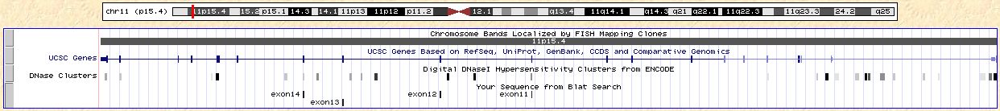 chr11 (p15.4) 11p15.4 15.2 p15.1 14.3 14.1 11p13 11p12 p11.2 12.1 q13.4 11q14.1 q14.3 q21 q22.1 11q22.3 11q23.3 24.2 q25
Chromosome Bands Localized by FISH Mapping Clones
11p15.4
UCSC Genes Based on RefSeq, UniProt, GenBank, CCDS and Comparative Genomics
UCSC Genes
Digital DNaseI Hypersensitivity Clusters from ENCODE
DNase Clusters
Your Sequence from Blat Search
exon14 exon12 exon11
exon13